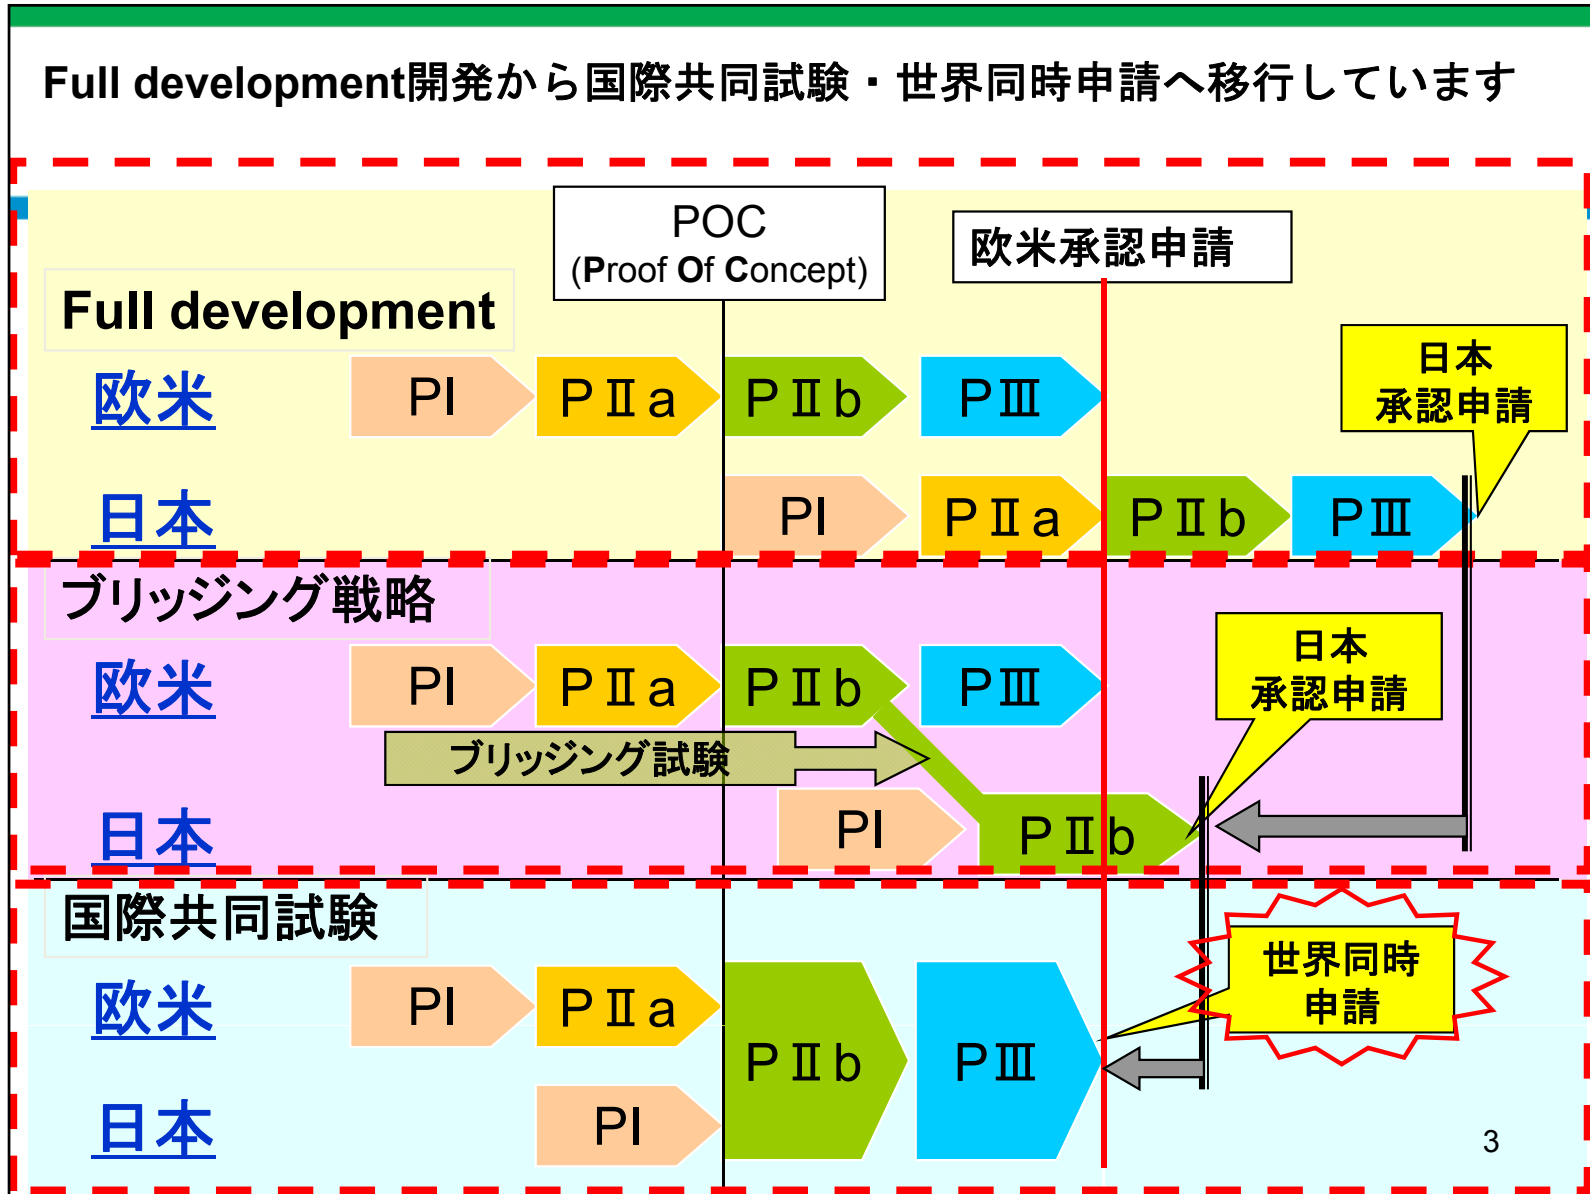 Full development開発から国際共同試験・世界同時申請へ移行しています
POC
(Proof Of Concept)
欧米承認申請
Full development
欧米
PⅠ
PⅡa
PⅡb
PⅢ
日本
承認申請
日本
PⅠ
PⅡa
PⅡb
PⅢ
ブリッジング戦略
欧米
PⅠ
PⅡa
PⅡb
PⅢ
日本
承認申請
ブリッジング試験
日本
PⅠ
PⅡb
国際共同試験
欧米
PⅠ
PⅡa
PⅡb
PⅢ
世界同時
申請
日本
PⅠ
3